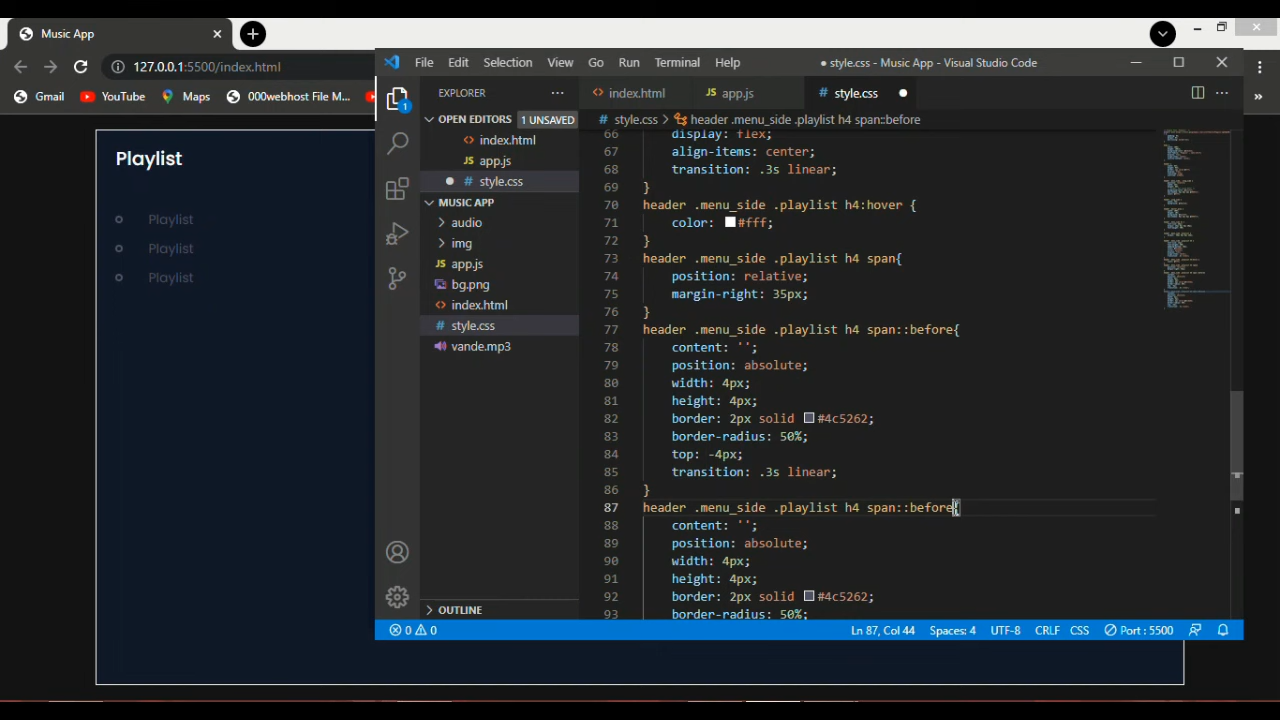 Music App
127.0.0.1:5500/index.html
Gmail
YouTube
Maps
000webhost File M...
»
Playlist
Playlist
Playlist
Playlist
File Edit Selection View Go Run Terminal Help
● style.css - Music App - Visual Studio Code
EXPLORER
OPEN EDITORS 1 UNSAVED
<> index.html
JS app.js
# style.css
MUSIC APP
> audio
> img
JS app.js
bg.png
<> index.html
# style.css
vande.mp3
OUTLINE
1
<> index.html
JS app.js
# style.css
# style.css > header .menu_side .playlist h4 span::before
66 display: flex;
67 align-items: center;
68 transition: .3s linear;
69 }
70 header .menu_side .playlist h4:hover {
71 color: #fff;
72 }
73 header .menu_side .playlist h4 span{
74 position: relative;
75 margin-right: 35px;
76 }
77 header .menu_side .playlist h4 span::before{
78 content: '';
79 position: absolute;
80 width: 4px;
81 height: 4px;
82 border: 2px solid #4c5262;
83 border-radius: 50%;
84 top: -4px;
85 transition: .3s linear;
86 }
87 header .menu_side .playlist h4 span::before{
88 content: '';
89 position: absolute;
90 width: 4px;
91 height: 4px;
92 border: 2px solid #4c5262;
93 border-radius: 50%;
0 0
Ln 87, Col 44 Spaces: 4 UTF-8 CRLF CSS Port : 5500